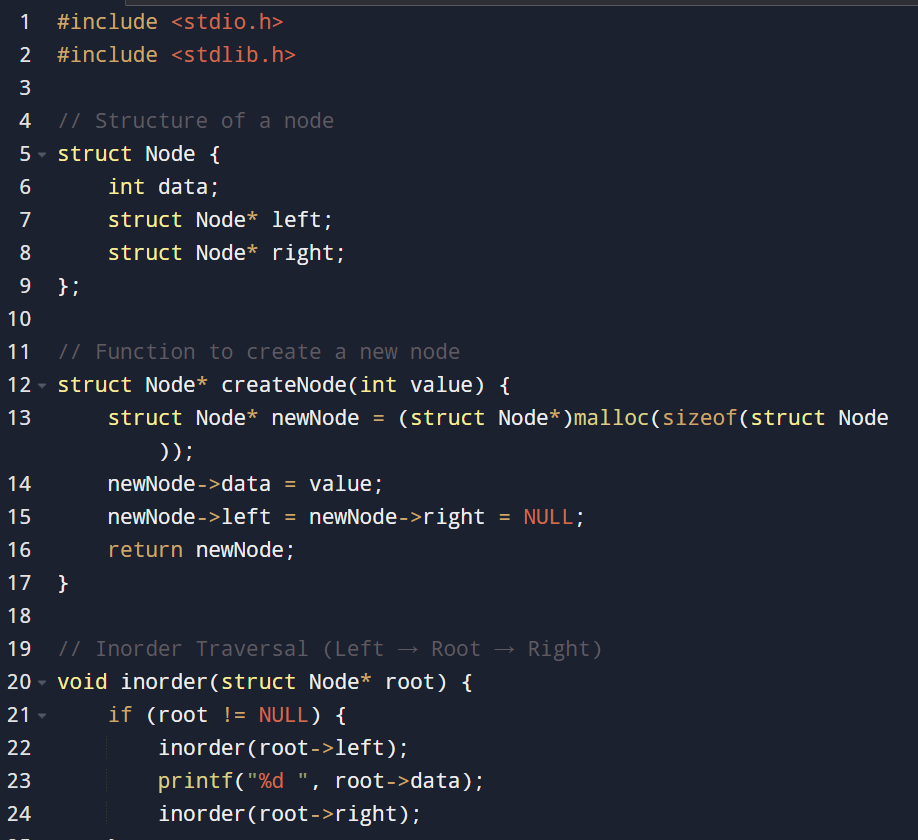 1 #include <stdio.h>
2 #include <stdlib.h>
3
4 // Structure of a node
5 struct Node {
6     int data;
7     struct Node* left;
8     struct Node* right;
9 };
10
11 // Function to create a new node
12 struct Node* createNode(int value) {
13     struct Node* newNode = (struct Node*)malloc(sizeof(struct Node
        ));
14     newNode->data = value;
15     newNode->left = newNode->right = NULL;
16     return newNode;
17 }
18
19 // Inorder Traversal (Left → Root → Right)
20 void inorder(struct Node* root) {
21     if (root != NULL) {
22         inorder(root->left);
23         printf("%d ", root->data);
24         inorder(root->right);